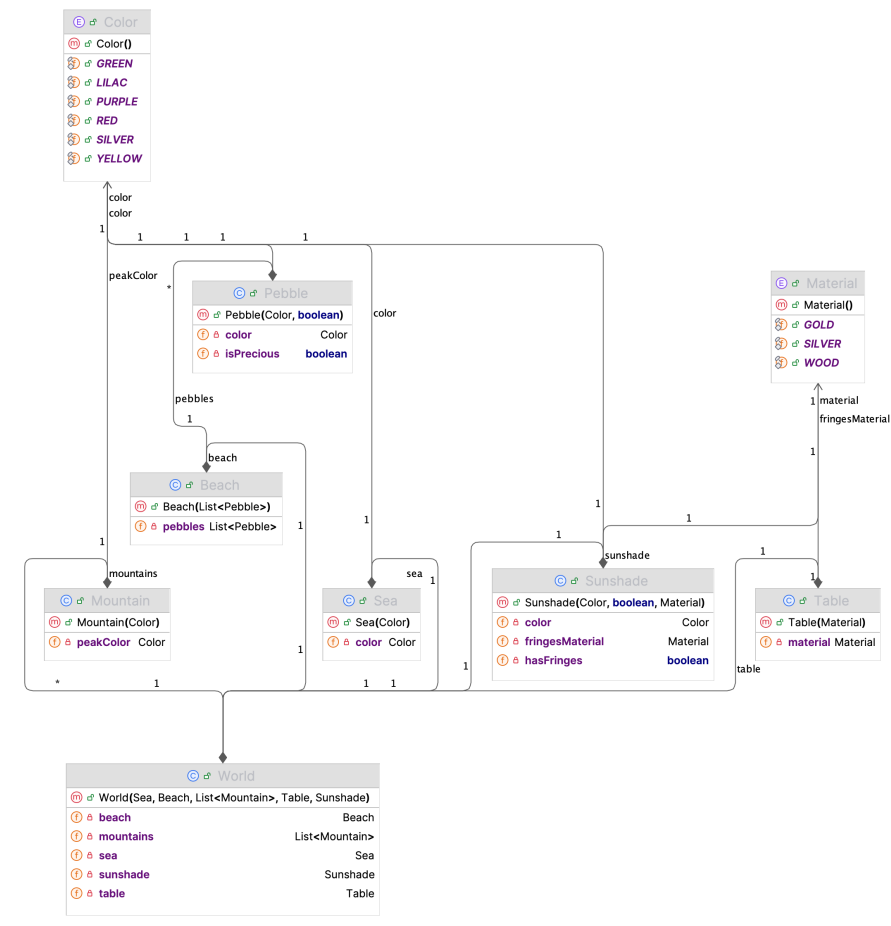 Color
Color()
GREEN
LILAC
PURPLE
RED
SILVER
YELLOW
color
color
1
1
1
1
1
peakColor
*
Pebble
Pebble(Color, boolean)
color Color
isPrecious boolean
color
Material
Material()
GOLD
SILVER
WOOD
1 material
fringesMaterial
pebbles
1
1
beach
Beach
Beach(List<Pebble>)
pebbles List<Pebble>
1
1
1
1
1
1
1
1
mountains
sea
1
sunshade
1
Mountain
Mountain(Color)
peakColor Color
Sea
Sea(Color)
color Color
Sunshade
Sunshade(Color, boolean, Material)
color Color
fringesMaterial Material
hasFringes boolean
Table
Table(Material)
material Material
1
1
table
*
1
1
1
World
World(Sea, Beach, List<Mountain>, Table, Sunshade)
beach Beach
mountains List<Mountain>
sea Sea
sunshade Sunshade
table Table